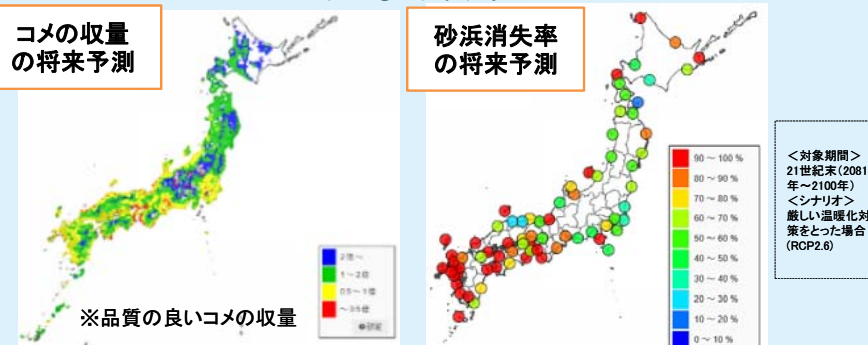 コメの収量
の将来予測
※品質の良いコメの収量
2倍～
1～2倍
0.5～1倍
～0.5倍
砂浜消失率
の将来予測
90 ～ 100 %
80 ～ 90 %
70 ～ 80 %
60 ～ 70 %
50 ～ 60 %
40 ～ 50 %
30 ～ 40 %
20 ～ 30 %
10 ～ 20 %
0 ～ 10 %
＜対象期間＞
21世紀末(2081
年～2100年)
＜シナリオ＞
厳しい温暖化対
策をとった場合
(RCP2.6)